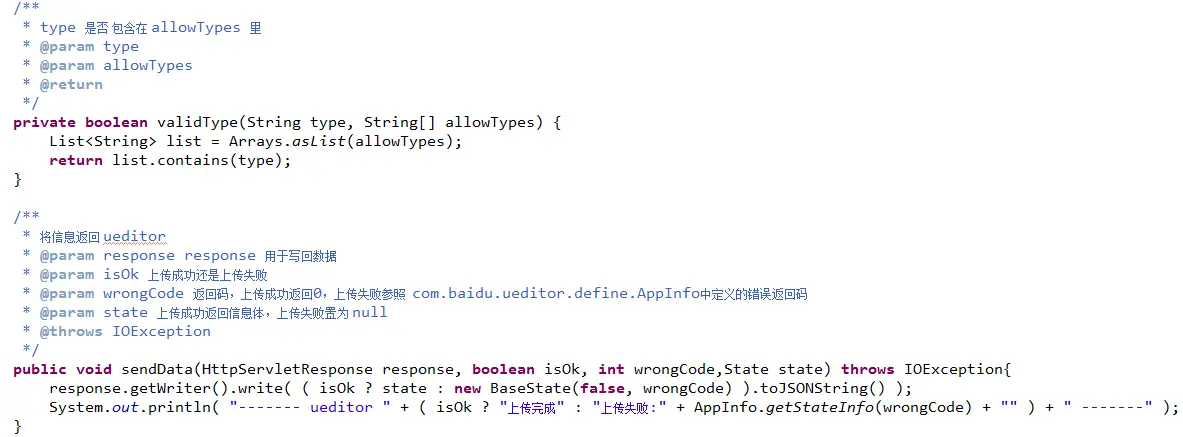 /**
 * type 是否包含在 allowTypes 里
 * @param type
 * @param allowTypes
 * @return
 */
private boolean validType(String type, String[] allowTypes) {
    List<String> list = Arrays.asList(allowTypes);
    return list.contains(type);
}
/**
 * 将信息返回 ueditor
 * @param response response 用于写回数据
 * @param isOk 上传成功还是上传失败
 * @param wrongCode 返回码，上传成功返回0，上传失败参照 com.baidu.ueditor.define.AppInfo中定义的错误返回码
 * @param state 上传成功返回信息体，上传失败置为 null
 * @throws IOException
 */
public void sendData(HttpServletResponse response, boolean isOk, int wrongCode,State state) throws IOException{
    response.getWriter().write( ( isOk ? state : new BaseState(false, wrongCode) ).toJSONString() );
    System.out.println( "------- ueditor " + ( isOk ? "上传完成" : "上传失败:" + AppInfo.getStateInfo(wrongCode) + "" ) + " -------" );
}